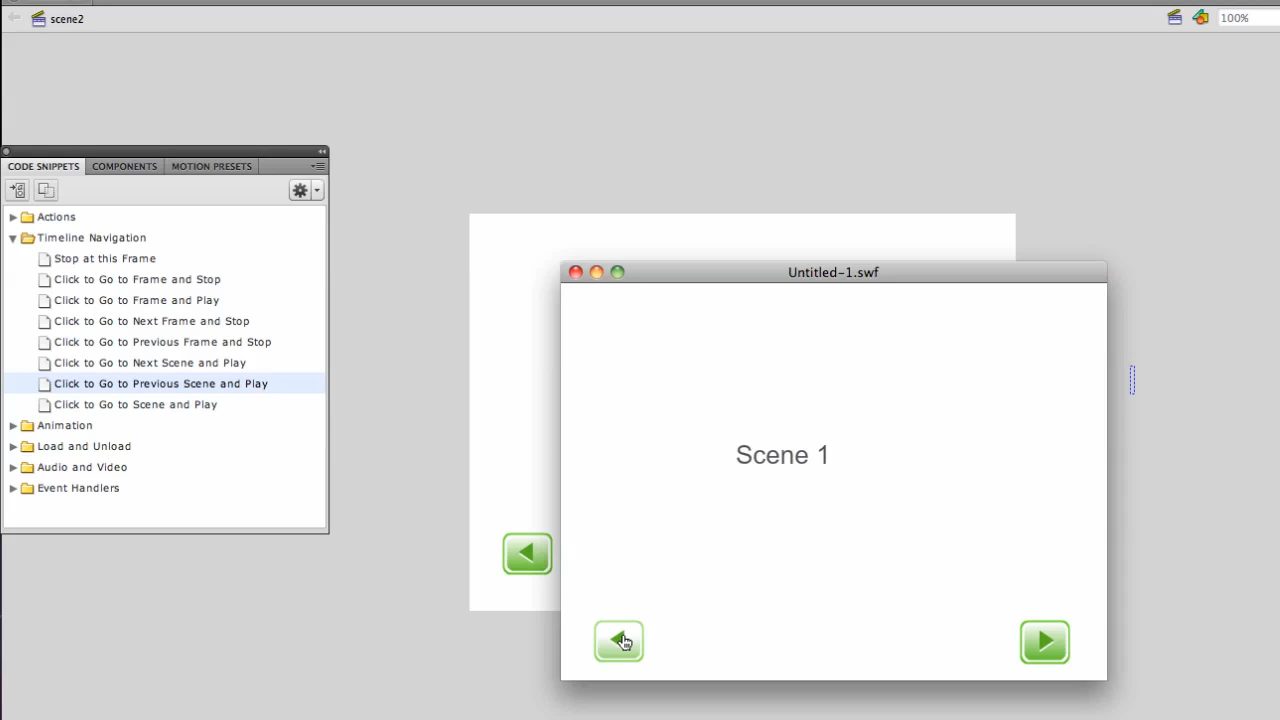 scene2
100%
CODE SNIPPETS
COMPONENTS
MOTION PRESETS
Actions
Timeline Navigation
Stop at this Frame
Click to Go to Frame and Stop
Click to Go to Frame and Play
Click to Go to Next Frame and Stop
Click to Go to Previous Frame and Stop
Click to Go to Next Scene and Play
Click to Go to Previous Scene and Play
Click to Go to Scene and Play
Animation
Load and Unload
Audio and Video
Event Handlers
Untitled-1.swf
Scene 1